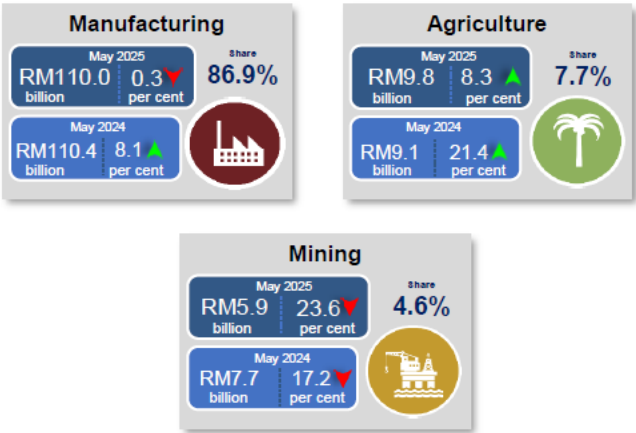 Manufacturing
May 2025
RM110.0 0.3
billion per cent
Share
86.9%
May 2024
RM110.4 8.1
billion per cent
Agriculture
May 2025
RM9.8 8.3
billion per cent
Share
7.7%
May 2024
RM9.1 21.4
billion per cent
Mining
May 2025
RM5.9 23.6
billion per cent
Share
4.6%
May 2024
RM7.7 17.2
billion per cent